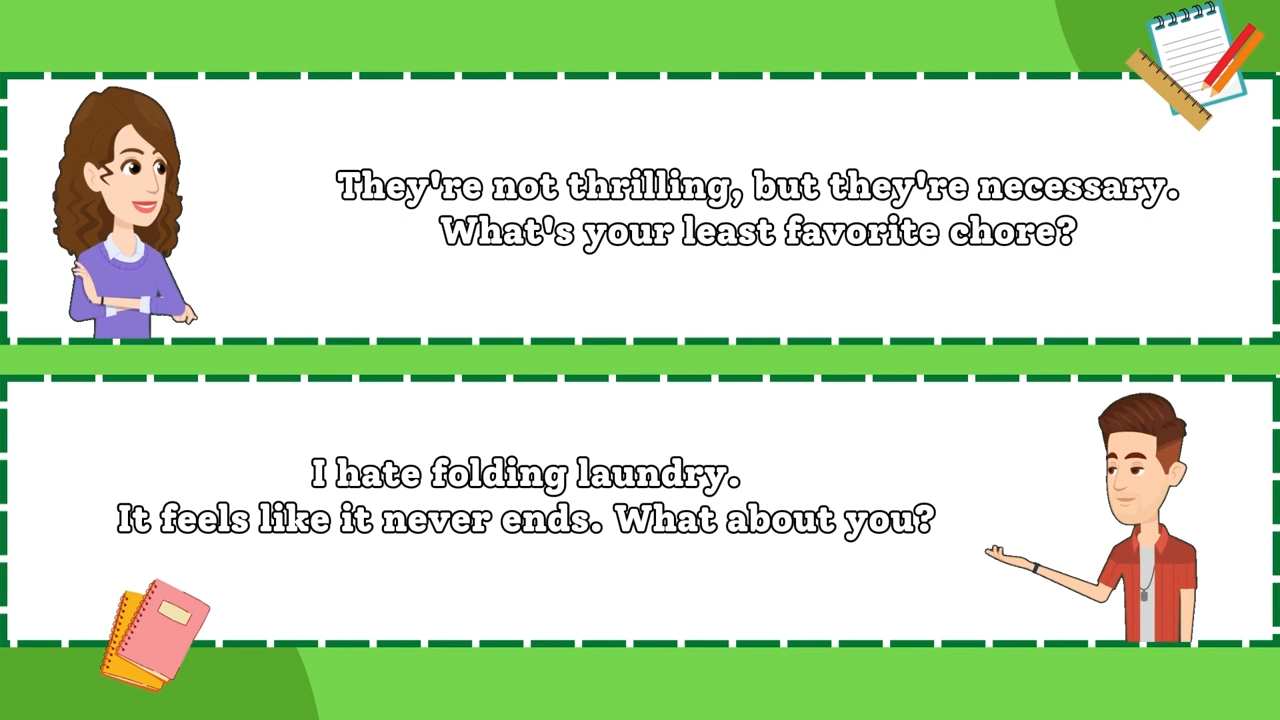 They're not thrilling, but they're necessary.
What's your least favorite chore?
I hate folding laundry.
It feels like it never ends. What about you?